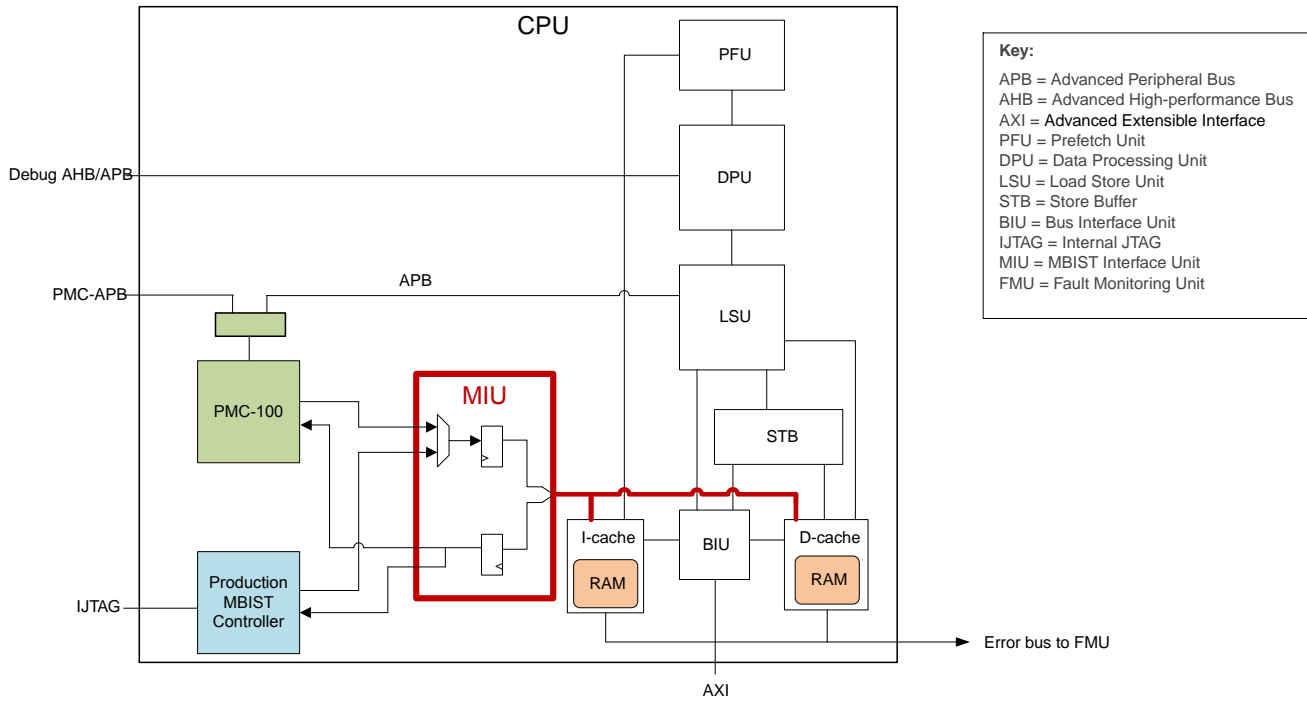 CPU
PFU
Debug AHB/APB
DPU
PMC-APB
APB
LSU
PMC-100
MIU
STB
I-cache
RAM
BIU
D-cache
RAM
Production
MBIST
Controller
IJTAG
Error bus to FMU
AXI
Key:
APB = Advanced Peripheral Bus
AHB = Advanced High-performance Bus
AXI = Advanced Extensible Interface
PFU = Prefetch Unit
DPU = Data Processing Unit
LSU = Load Store Unit
STB = Store Buffer
BIU = Bus Interface Unit
IJTAG = Internal JTAG
MIU = MBIST Interface Unit
FMU = Fault Monitoring Unit